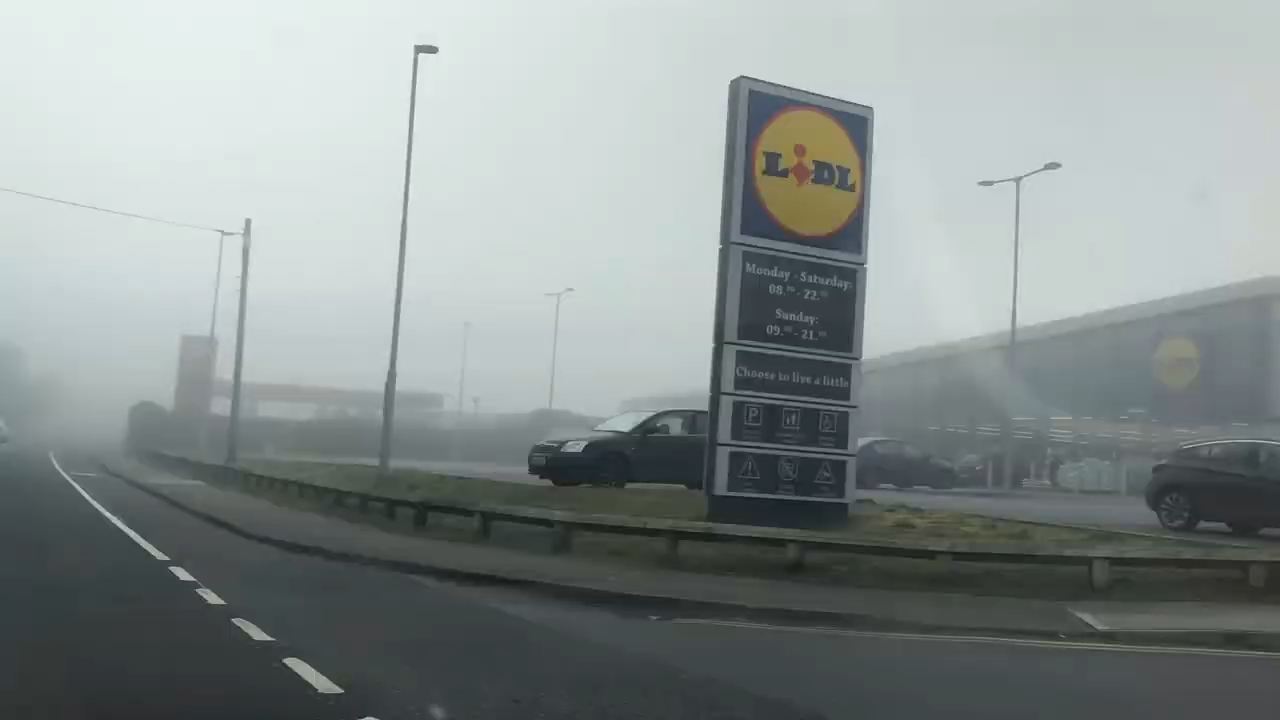 LIDL
Monday - Saturday:
08.⁰⁰ - 22.⁰⁰
Sunday:
09.⁰⁰ - 21.⁰⁰
Choose to live a little
P